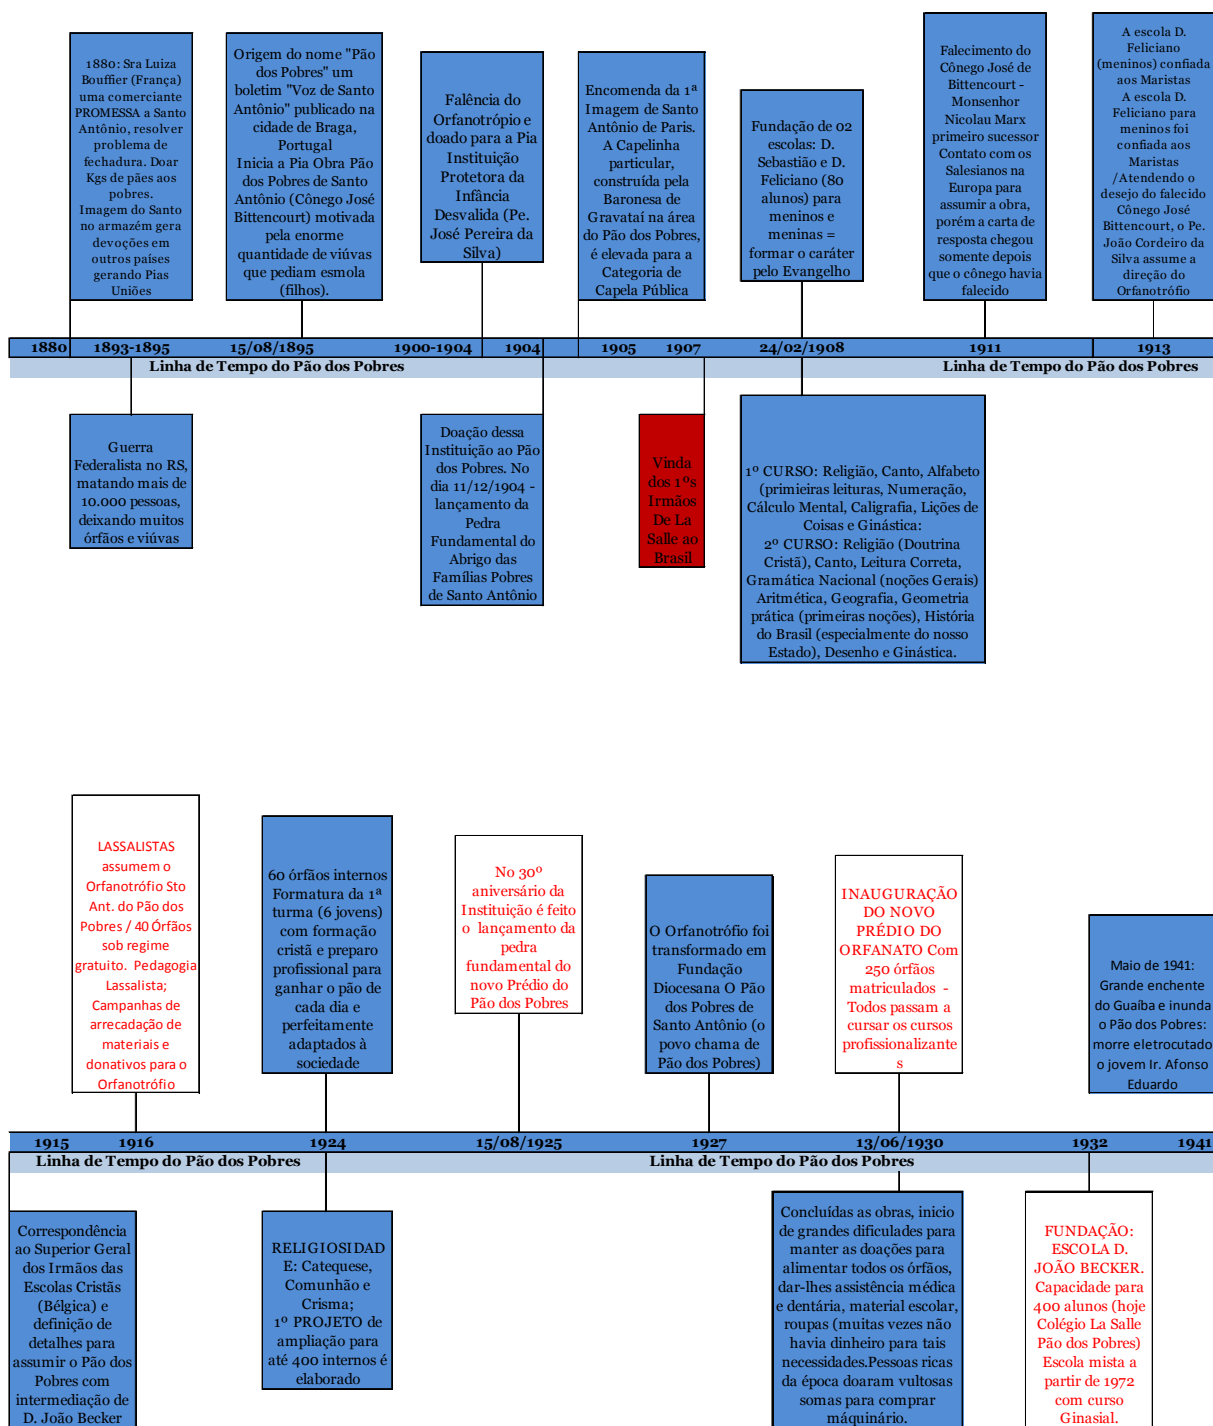 1880: Sra Luiza
Bouffier (França)
uma comerciante
PROMESSA a Santo
Antônio, resolver
problema de
fechadura. Doar
Kgs de pães aos
pobres.
Imagem do Santo
no armazém gera
devoções em
outros países
gerando Pias
Uniões
Origem do nome "Pão
dos Pobres" um
boletim "Voz de Santo
Antônio" publicado na
cidade de Braga,
Portugal
Inicia a Pia Obra Pão
dos Pobres de Santo
Antônio (Cônego José
Bittencourt) motivada
pela enorme
quantidade de viúvas
que pediam esmola
(filhos).
Falência do
Orfanotrópio e
doado para a Pia
Instituição
Protetora da
Infância
Desvalida (Pe.
José Pereira da
Silva)
Encomenda da 1ª
Imagem de Santo
Antônio de Paris.
A Capelinha
particular,
construída pela
Baronesa de
Gravataí na área
do Pão dos Pobres,
é elevada para a
Categoria de
Capela Pública
Fundação de 02
escolas: D.
Sebastião e D.
Feliciano (80
alunos) para
meninos e
meninas =
formar o caráter
pelo Evangelho
Falecimento do
Cônego José de
Bittencourt -
Monsenhor
Nicolau Marx
primeiro sucessor
Contato com os
Salesianos na
Europa para
assumir a obra,
porém a carta de
resposta chegou
somente depois
que o cônego havia
falecido
A escola D.
Feliciano
(meninos) confiada
aos Maristas
A escola D.
Feliciano para
meninos foi
confiada aos
Maristas
/Atendendo o
desejo do falecido
Cônego José
Bittencourt, o Pe.
João Cordeiro da
Silva assume a
direção do
Orfanotrófio
1880 1893-1895 15/08/1895 1900-1904 1904 1905 1907 24/02/1908 1911 1913
Linha de Tempo do Pão dos Pobres Linha de Tempo do Pão dos Pobres
Guerra
Federalista no RS,
matando mais de
10.000 pessoas,
deixando muitos
órfãos e viúvas
Doação dessa
Instituição ao Pão
dos Pobres. No
dia 11/12/1904 -
lançamento da
Pedra
Fundamental do
Abrigo das
Famílias Pobres
de Santo Antônio
Vinda
dos 1ºs
Irmãos
De La
Salle ao
Brasil
1º CURSO: Religião, Canto, Alfabeto
(primieiras leituras, Numeração,
Cálculo Mental, Caligrafia, Lições de
Coisas e Ginástica:
2º CURSO: Religião (Doutrina
Cristã), Canto, Leitura Correta,
Gramática Nacional (noções Gerais)
Aritmética, Geografia, Geometria
prática (primeiras noções), História
do Brasil (especialmente do nosso
Estado), Desenho e Ginástica.
LASSALISTAS
assumem o
Orfanotrófio Sto
Ant. do Pão dos
Pobres / 40 Órfãos
sob regime
gratuito. Pedagogia
Lassalista;
Campanhas de
arrecadação de
materiais e
donativos para o
Orfanotrófio
60 órfãos internos
Formatura da 1ª
turma (6 jovens)
com formação
cristã e preparo
profissional para
ganhar o pão de
cada dia e
perfeitamente
adaptados à
sociedade
No 30º
aniversário da
Instituição é feito
o lançamento da
pedra
fundamental do
novo Prédio do
Pão dos Pobres
O Orfanotrófio foi
transformado em
Fundação
Diocesana O Pão
dos Pobres de
Santo Antônio (o
povo chama de
Pão dos Pobres)
INAUGURAÇÃO
DO NOVO
PRÉDIO DO
ORFANATO Com
250 órfãos
matriculados -
Todos passam a
cursar os cursos
profissionalizante
s
Maio de 1941:
Grande enchente
do Guaíba e inunda
o Pão dos Pobres:
morre eletrocutado
o jovem Ir. Afonso
Eduardo
1915 1916 1924 15/08/1925 1927 13/06/1930 1932 1941
Linha de Tempo do Pão dos Pobres Linha de Tempo do Pão dos Pobres
Correspondência
ao Superior Geral
dos Irmãos das
Escolas Cristãs
(Bélgica) e
definição de
detalhes para
assumir o Pão dos
Pobres com
intermediação de
D. João Becker
RELIGIOSIDAD
E: Catequese,
Comunhão e
Crisma;
1º PROJETO de
ampliação para
até 400 internos é
elaborado
Concluídas as obras, inicio
de grandes dificulades para
manter as doações para
alimentar todos os órfãos,
dar-lhes assistência médica
e dentária, material escolar,
roupas (muitas vezes não
havia dinheiro para tais
necessidades.Pessoas ricas
da época doaram vultosas
somas para comprar
máquinário.
FUNDAÇÃO:
ESCOLA D.
JOÃO BECKER.
Capacidade para
400 alunos (hoje
Colégio La Salle
Pão dos Pobres)
Escola mista a
partir de 1972
com curso
Ginasial.